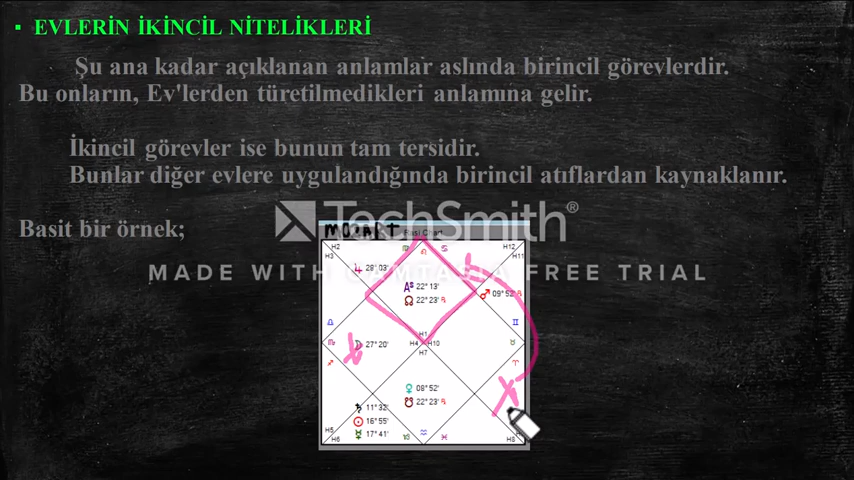 ▪ EVLERİN İKİNCİL NİTELİKLERİ
Şu ana kadar açıklanan anlamlar aslında birincil görevlerdir.
Bu onların, Ev'lerden türetilmedikleri anlamına gelir.
İkincil görevler ise bunun tam tersidir.
Bunlar diğer evlere uygulandığında birincil atıflardan kaynaklanır.
Basit bir örnek;
TechSmith®
MADE WITH CAMTASIA FREE TRIAL
MOZART Rasi Chart
H2 H12
H3 H11
28° 03'
As 22° 13'
22° 23' R
09° 52' R
H1
H4 H10
H7
27° 20'
08° 52'
22° 23' R
11° 32'
16° 55'
17° 41'
H5
H6 H8